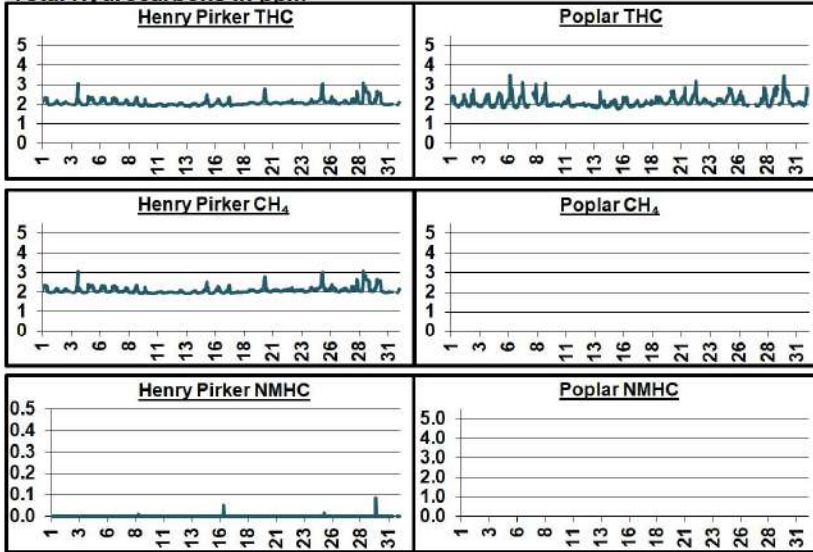 Total Hydrocarbons in ppm
Henry Pirker THC
5
4
3
2
1
0
1 3 6 8 11 13 16 18 21 23 26 28 31
Poplar THC
5
4
3
2
1
0
1 3 6 8 11 13 16 18 21 23 26 28 31
Henry Pirker CH₄
5
4
3
2
1
0
1 3 6 8 11 13 16 18 21 23 26 28 31
Poplar CH₄
5
4
3
2
1
0
1 3 6 8 11 13 16 18 21 23 26 28 31
Henry Pirker NMHC
0.5
0.4
0.3
0.2
0.1
0.0
1 3 6 8 11 13 16 18 21 23 26 28 31
Poplar NMHC
5.0
4.0
3.0
2.0
1.0
0.0
1 3 6 8 11 13 16 18 21 23 26 28 31